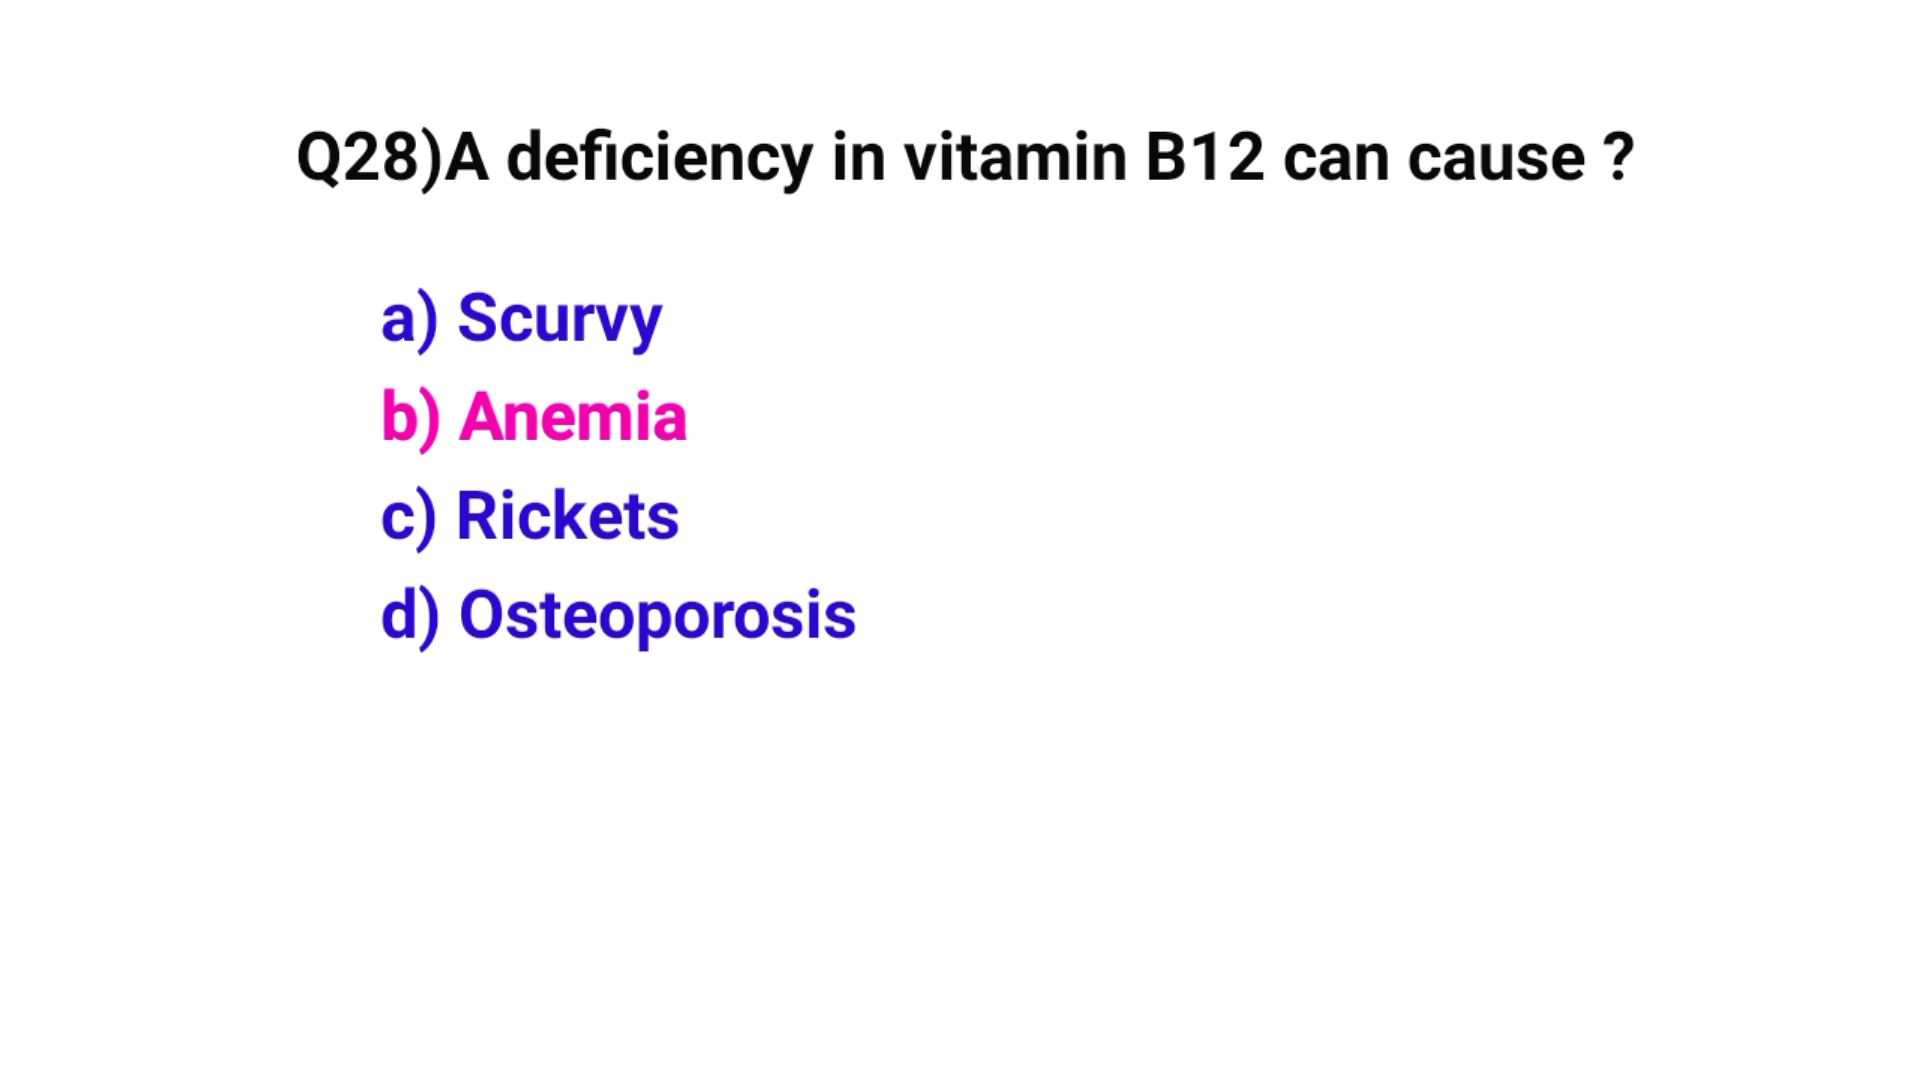 Q28)A deficiency in vitamin B12 can cause ?
a) Scurvy
b) Anemia
c) Rickets
d) Osteoporosis